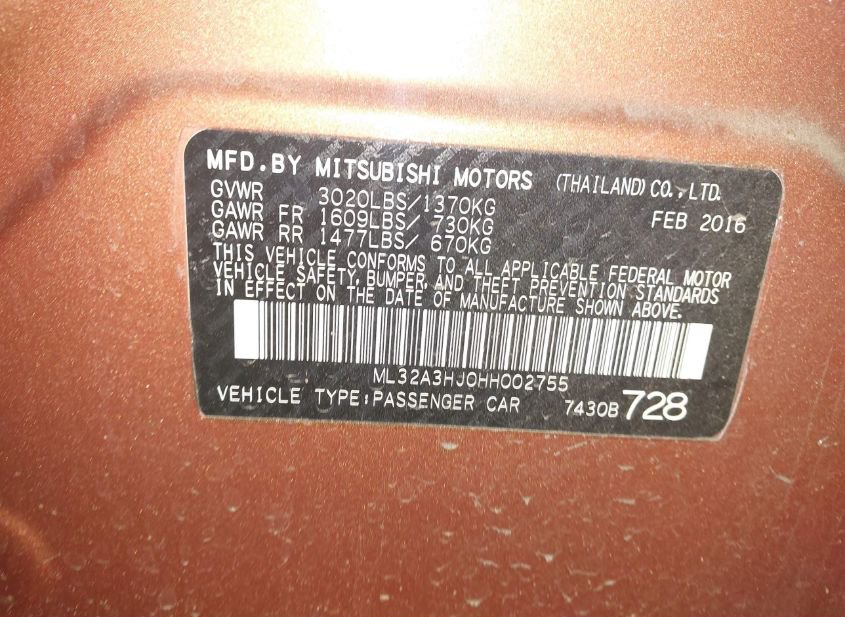 MFD.BY MITSUBISHI MOTORS (THAILAND) CO., LTD.
GVWR 3020LBS/1370KG FEB 2016
GAWR FR 1609LBS/ 730KG
GAWR RR 1477LBS/ 670KG
THIS VEHICLE CONFORMS TO ALL APPLICABLE FEDERAL MOTOR
VEHICLE SAFETY, BUMPER, AND THEFT PREVENTION STANDARDS
IN EFFECT ON THE DATE OF MANUFACTURE SHOWN ABOVE.
ML32A3HJ0HH002755
VEHICLE TYPE:PASSENGER CAR 7430B 728